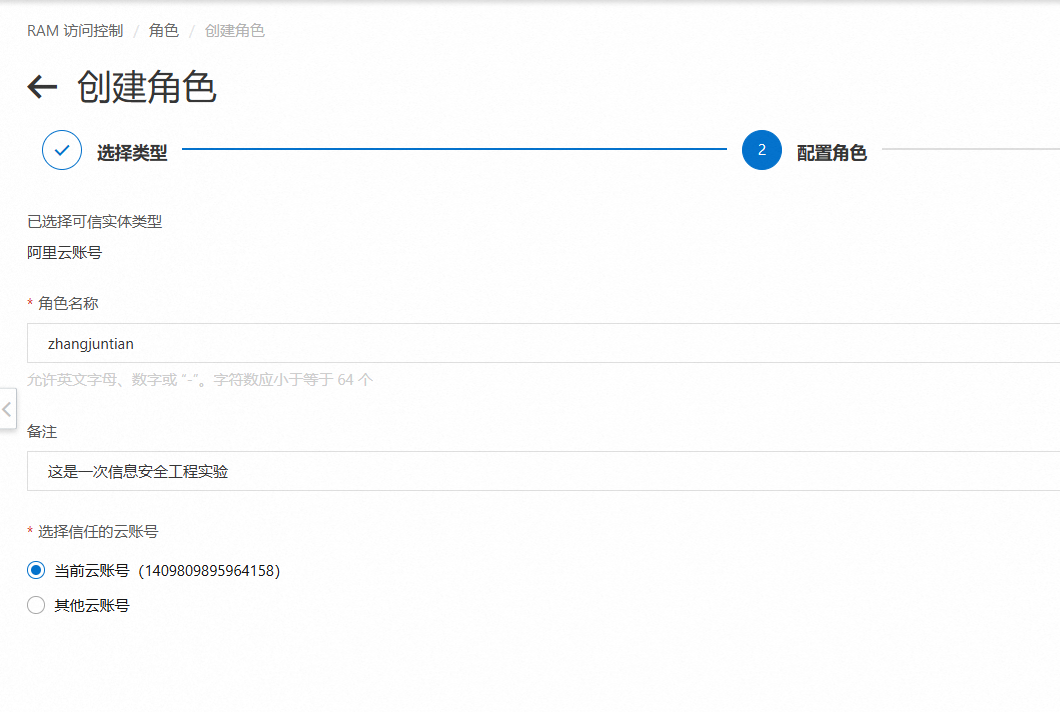 RAM 访问控制 / 角色 / 创建角色
创建角色
选择类型
2 配置角色
已选择可信实体类型
阿里云账号
* 角色名称
zhangjuntian
允许英文字母、数字或 “-”。字符数应小于等于 64 个
备注
这是一次信息安全工程实验
* 选择信任的云账号
当前云账号（1409809895964158）
其他云账号